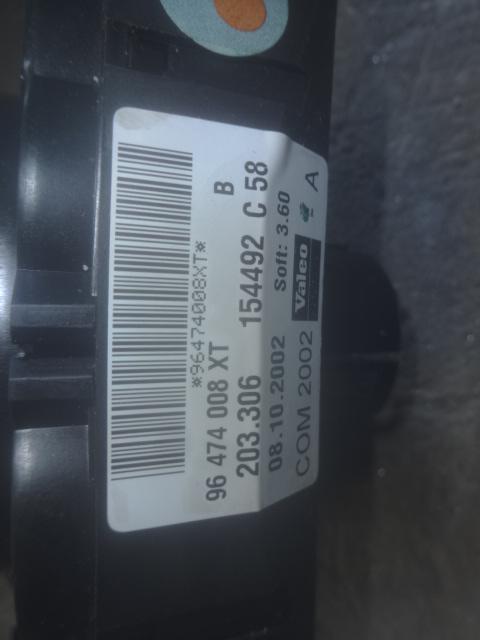 *96474008XT*
96 474 008 XT B
203.306 154492 C 58
08.10.2002 Soft: 3.60
COM 2002 Valeo A